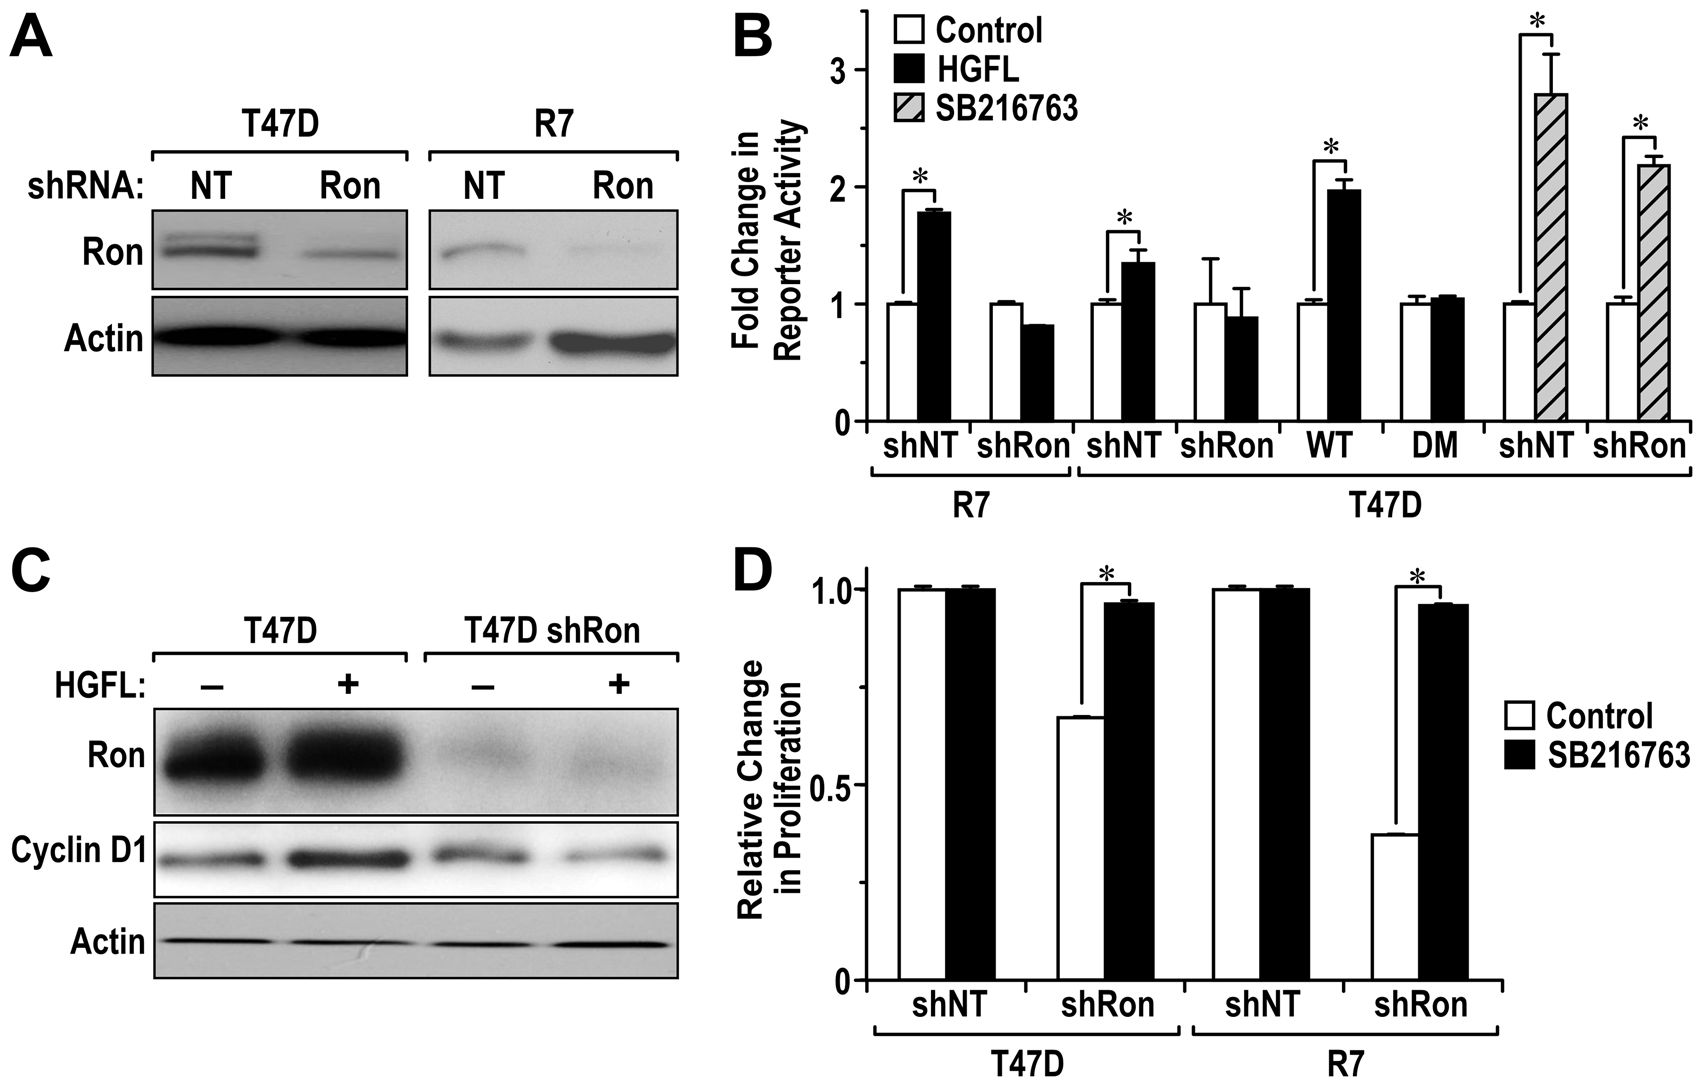 A
T47D R7
shRNA: NT Ron NT Ron
Ron
Actin
B
Control
HGFL
SB216763
Fold Change in
Reporter Activity
3
2
1
0
* * * * *
shNT shRon shNT shRon WT DM shNT shRon
R7 T47D
C
T47D T47D shRon
HGFL: – + – +
Ron
Cyclin D1
Actin
D
Relative Change
in Proliferation
1.0
0.5
0
* *
Control
SB216763
shNT shRon shNT shRon
T47D R7